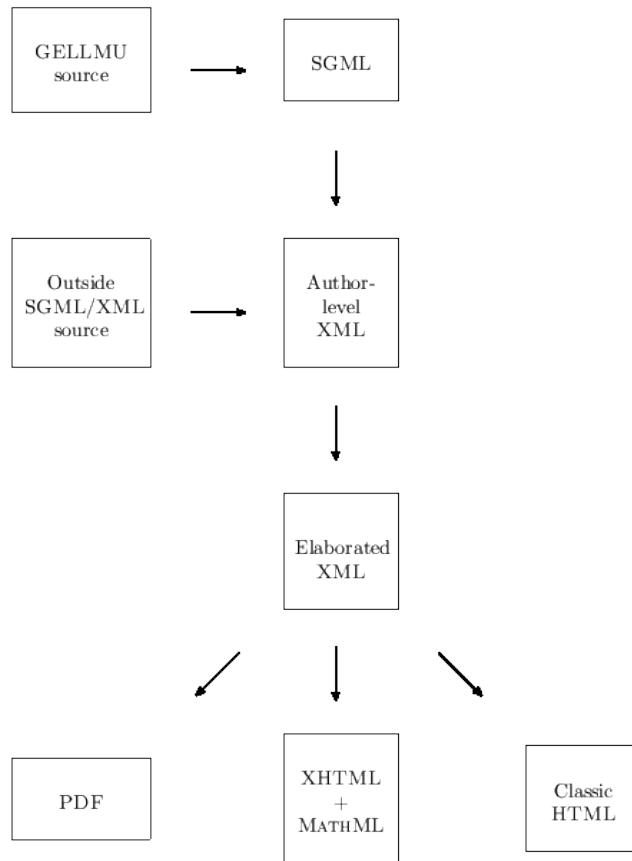 GELLMU
source
SGML
Outside
SGML/XML
source
Author-
level
XML
Elaborated
XML
PDF
XHTML
+
MATHML
Classic
HTML